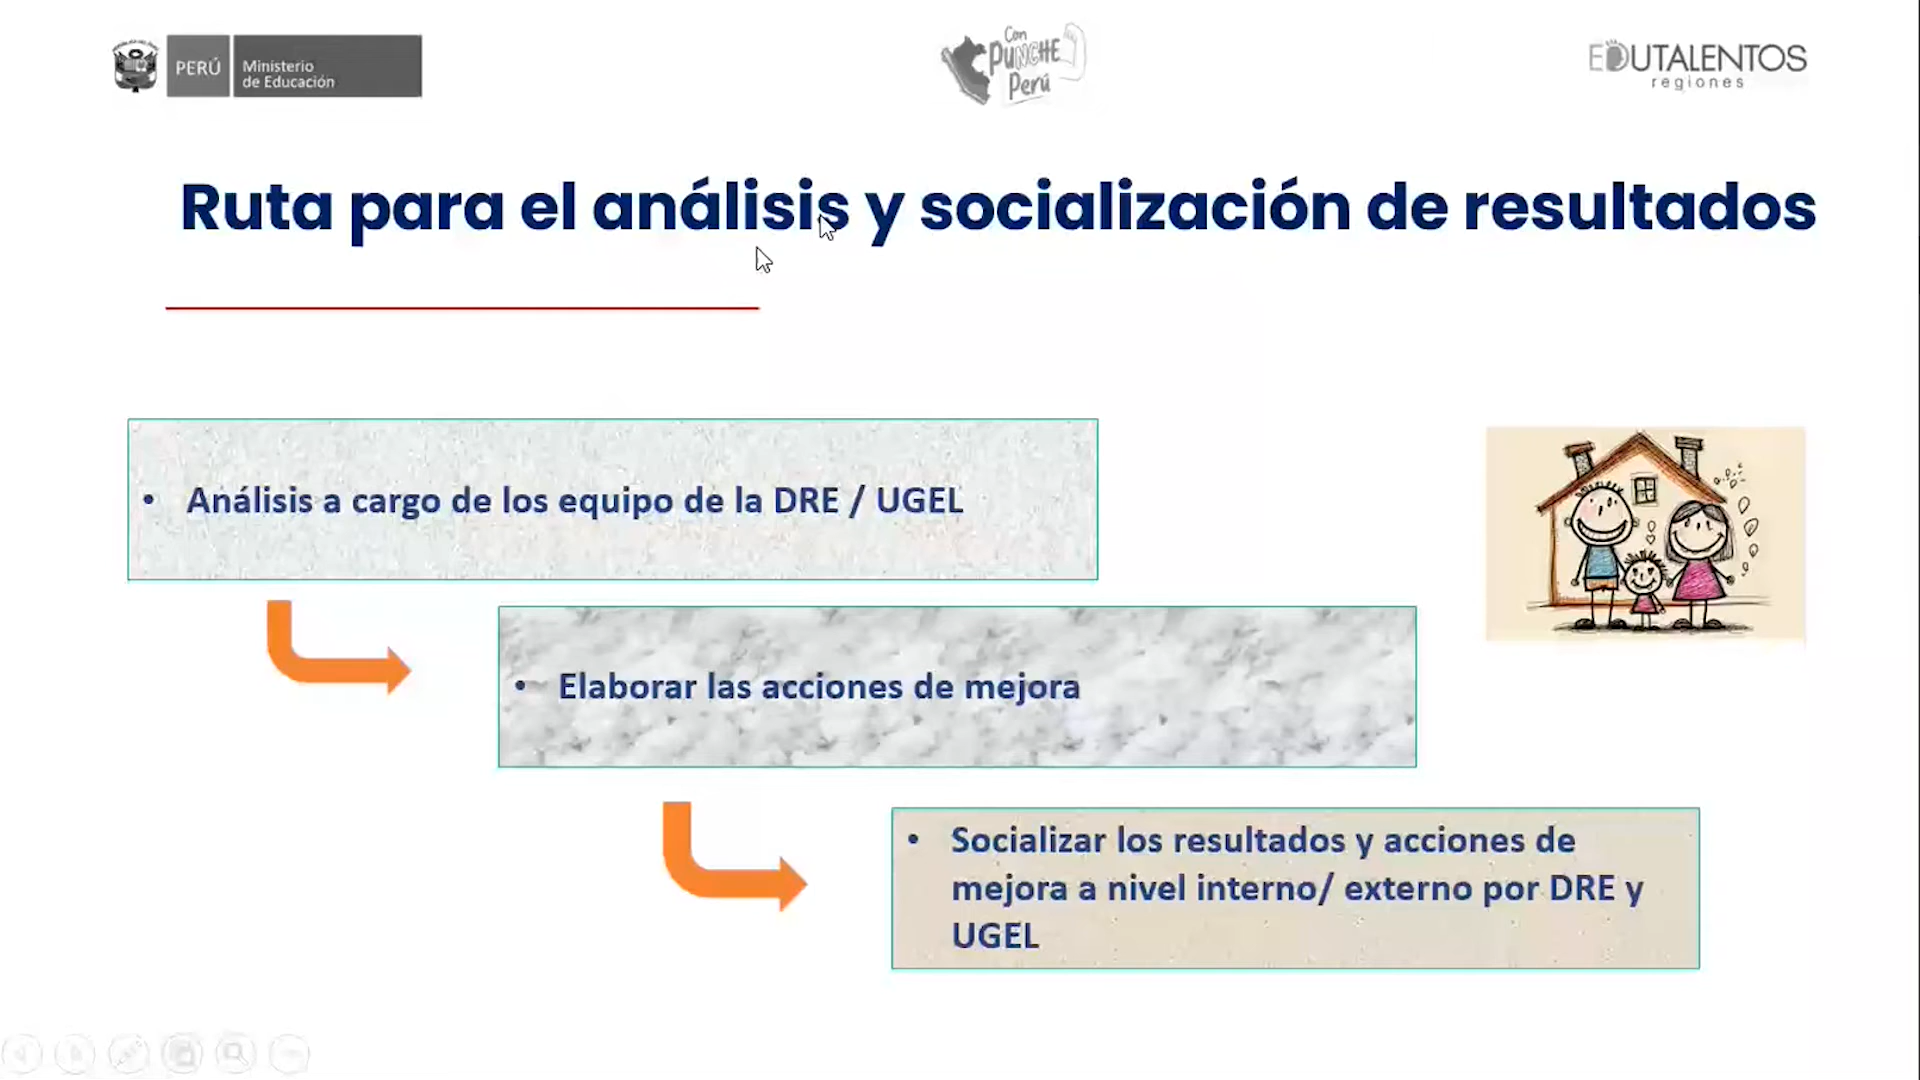 PERÚ
Ministerio
de Educación
Con
PUNCHE
Perú
EDUTALENTOS
regiones
Ruta para el análisis y socialización de resultados
• Análisis a cargo de los equipo de la DRE / UGEL
• Elaborar las acciones de mejora
• Socializar los resultados y acciones de
mejora a nivel interno/ externo por DRE y
UGEL